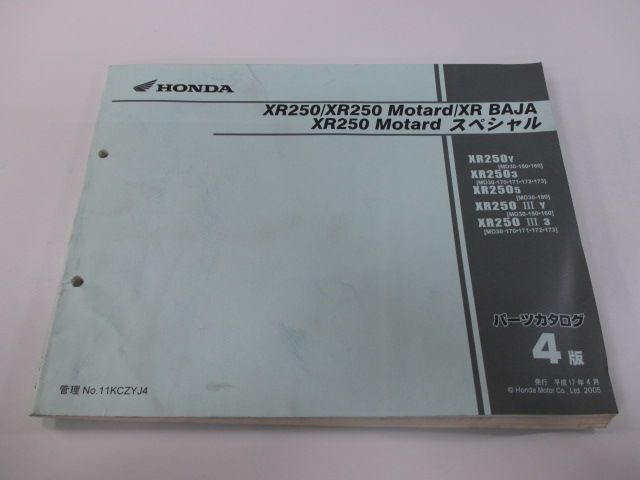 HONDA
XR250/XR250 Motard/XR BAJA
XR250 Motard スペシャル
XR250Y
[MD30-150・160]
XR2503
[MD30-170・171・172・173]
XR2505
[MD30-180]
XR250 III Y
[MD30-150・160]
XR250 III 3
[MD30-170・171・172・173]
パーツカタログ
4 版
発行 平成17年4月
© Honda Motor Co., Ltd. 2005
管理 No.11KCZYJ4